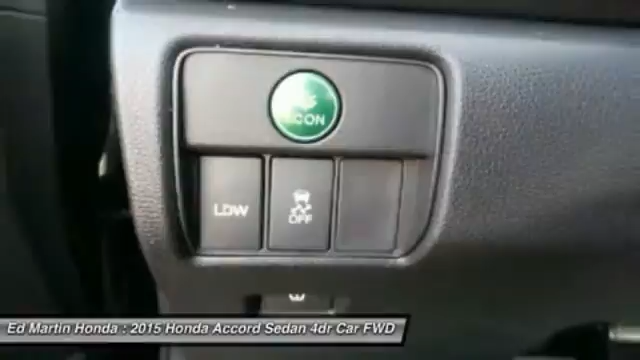 ECON
LDW
OFF
Ed Martin Honda : 2015 Honda Accord Sedan 4dr Car FWD